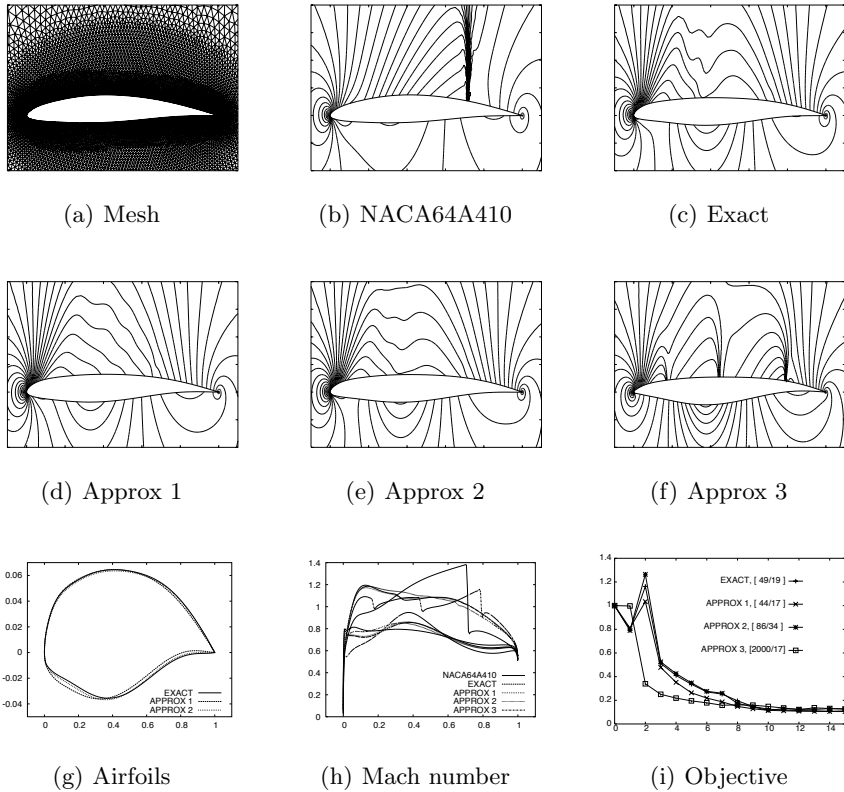 (a) Mesh
(b) NACA64A410
(c) Exact
(d) Approx 1
(e) Approx 2
(f) Approx 3
0.06
0.04
0.02
0
-0.02
-0.04
0 0.2 0.4 0.6 0.8 1
EXACT
APPROX 1
APPROX 2
1.4
1.2
1
0.8
0.6
0.4
0.2
0
0 0.2 0.4 0.6 0.8 1
NACA64A410
EXACT
APPROX 1
APPROX 2
APPROX 3
1.4
1.2
1
0.8
0.6
0.4
0.2
0
0 2 4 6 8 10 12 14
EXACT, [ 49/19 ]
APPROX 1, [ 44/17 ]
APPROX 2, [ 86/34 ]
APPROX 3, [2000/17]
(g) Airfoils
(h) Mach number
(i) Objective